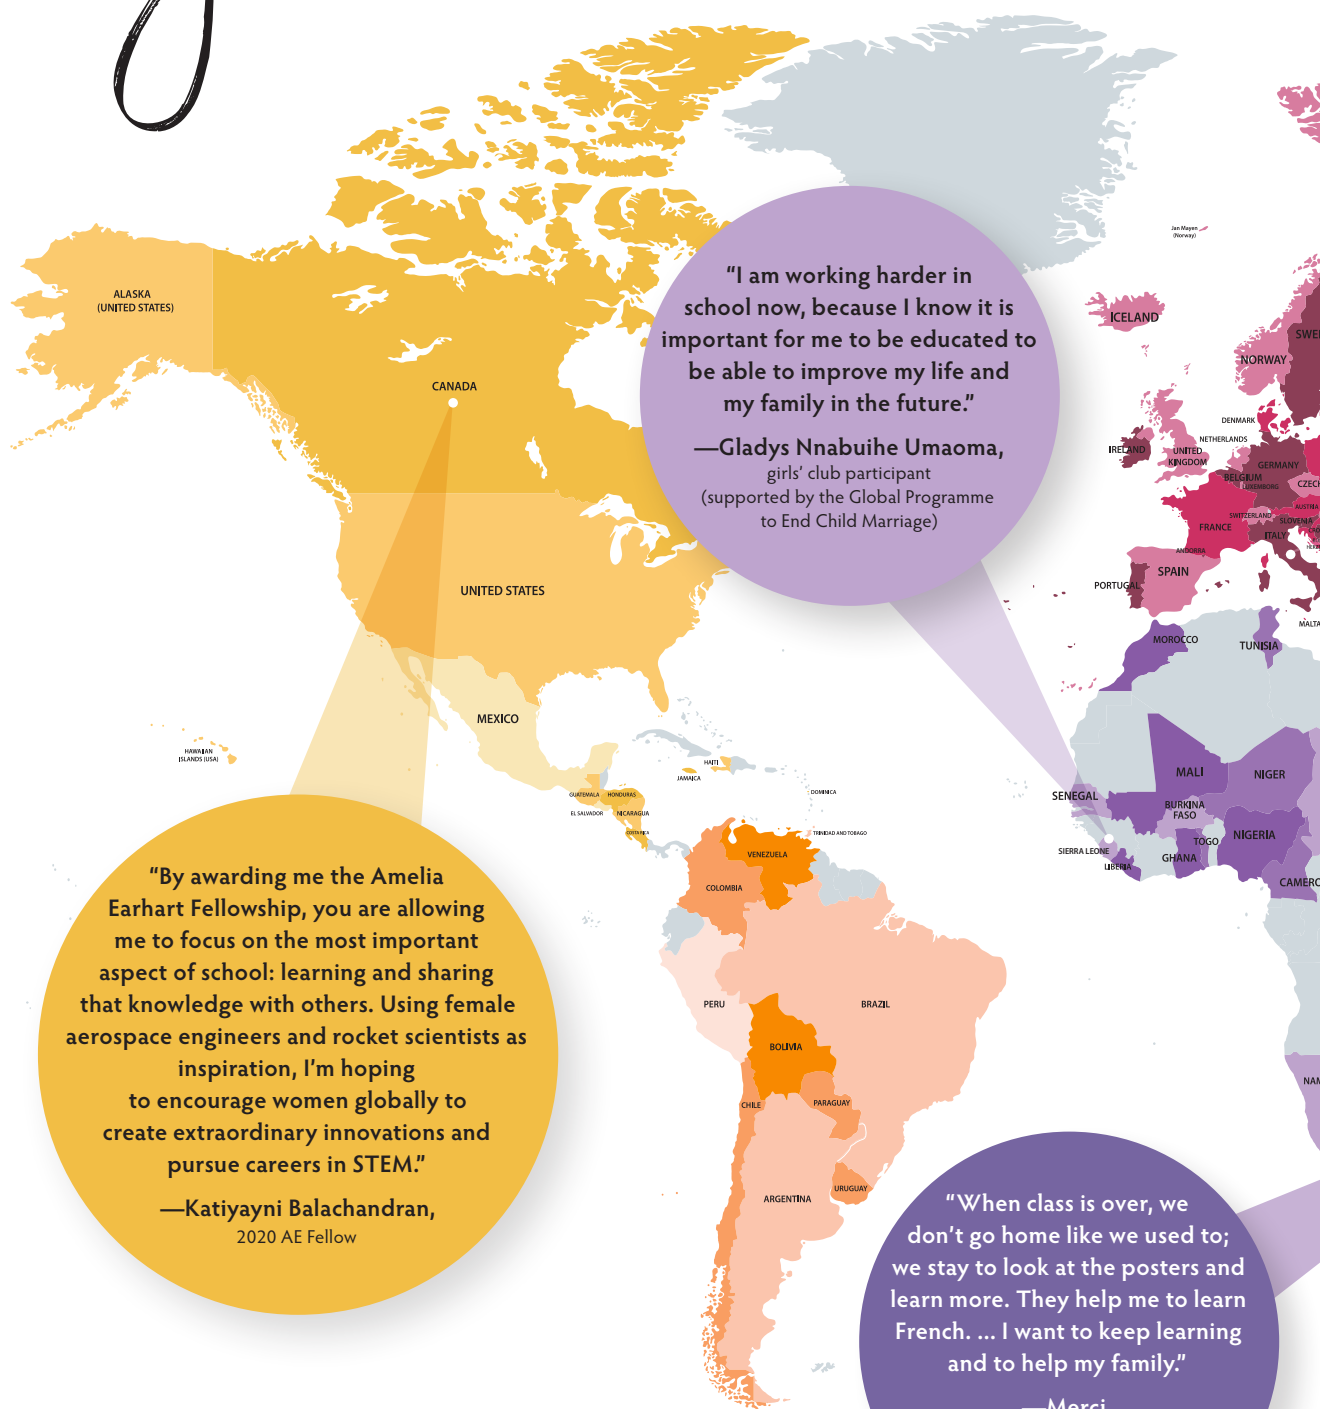 Jan Mayen
(Norway)
ALASKA
(UNITED STATES)
CANADA
“I am working harder in
school now, because I know it is
important for me to be educated to
be able to improve my life and
my family in the future.”
—Gladys Nnabuihe Umaoma,
girls’ club participant
(supported by the Global Programme
to End Child Marriage)
ICELAND
SWE
NORWAY
DENMARK
NETHERLANDS
IRELAND
UNITED
KINGDOM
GERMANY
BELGIUM
LUXEMBORG
CZECH
AUSTRIA
SWITZERLAND
SLOVENIA
FRANCE
ITALY
ANDORRA
SPAIN
PORTUGAL
MALTA
UNITED STATES
MEXICO
HAWAIIAN
ISLANDS (USA)
HAITI
JAMAICA
DOMINICA
GUATEMALA
HONDURAS
EL SALVADOR
NICARAGUA
COSTA RICA
TRINIDAD AND TOBAGO
MOROCCO
TUNISIA
MALI
NIGER
SENEGAL
BURKINA
FASO
NIGERIA
TOGO
SIERRA LEONE
GHANA
LIBERIA
CAMERO
NAM
VENEZUELA
COLOMBIA
PERU
BRAZIL
BOLIVIA
CHILE
PARAGUAY
ARGENTINA
URUGUAY
“By awarding me the Amelia
Earhart Fellowship, you are allowing
me to focus on the most important
aspect of school: learning and sharing
that knowledge with others. Using female
aerospace engineers and rocket scientists as
inspiration, I’m hoping
to encourage women globally to
create extraordinary innovations and
pursue careers in STEM.”
—Katiyayni Balachandran,
2020 AE Fellow
“When class is over, we
don’t go home like we used to;
we stay to look at the posters and
learn more. They help me to learn
French. ... I want to keep learning
and to help my family.”
—Merci